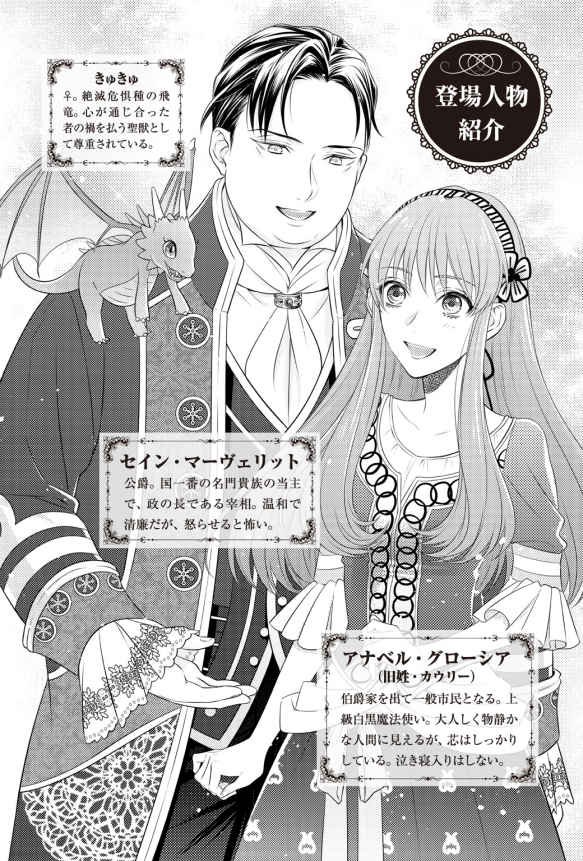 登場人物
紹介
きゅきゅ
♀。絶滅危惧種の飛
竜。心が通じ合った
者の禍を払う聖獣とし
て尊重されている。
セイン・マーヴェリット
公爵。国一番の名門貴族の当主
で、政の長である宰相。温和で
清廉だが、怒らせると怖い。
アナベル・グローシア
(旧姓・カウリー)
伯爵家を出て一般市民となる。上
級白黒魔法使い。大人しく物静か
な人間に見えるが、芯はしっかり
している。泣き寝入りはしない。